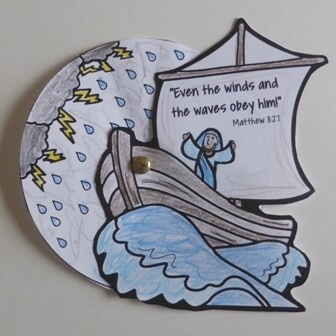 "Even the winds and
the waves obey him!"
Matthew 8:27